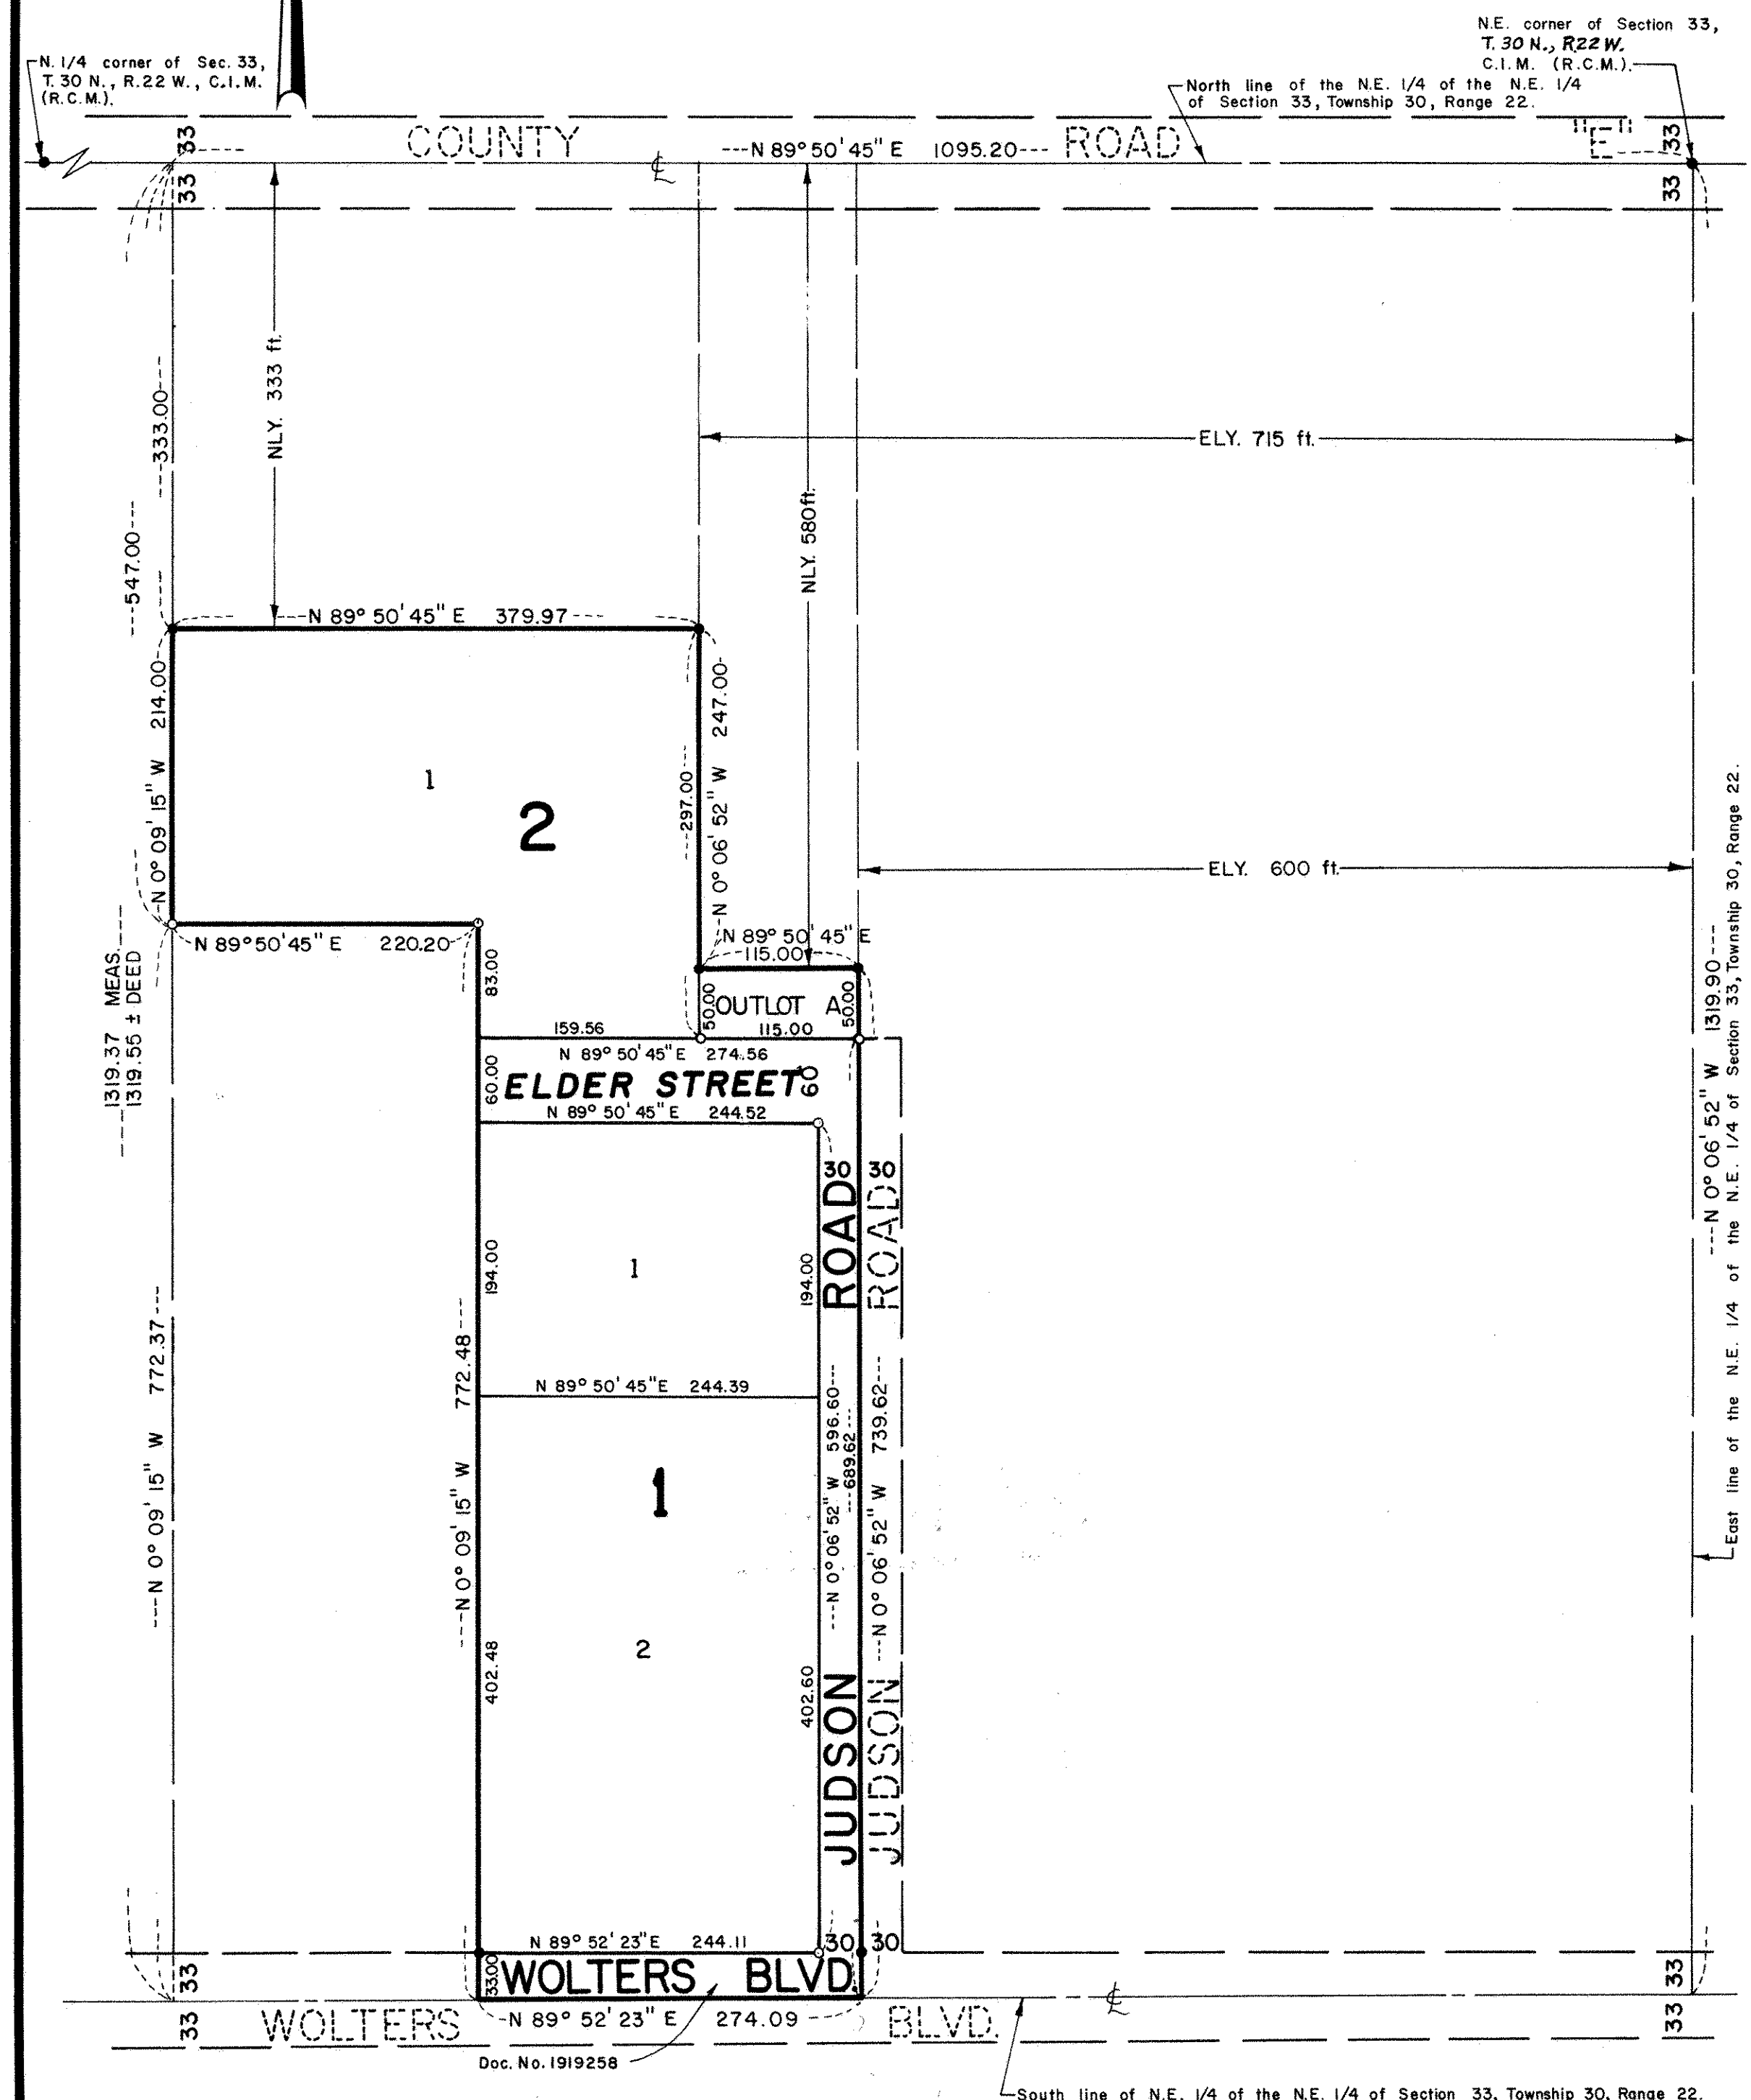 N.E. corner of Section 33,
T. 30 N., R22 W.
C.I.M. (R.C.M.).
N. 1/4 corner of Sec. 33,
T. 30 N., R.22 W., C.I.M.
(R.C.M.).
North line of the N.E. 1/4 of the N.E. 1/4
of Section 33, Township 30, Range 22.
33
COUNTY
N 89° 50' 45" E 1095.20
ROAD
"E"
33
33
33
NLY. 333 ft.
333.00
547.00
ELY. 715 ft.
NLY. 580ft.
N 89° 50' 45" E 379.97
N 0° 09' 15" W 214.00
1
2
297.00
N 0° 06' 52" W 247.00
ELY. 600 ft.
N 89° 50' 45" E 220.20
N 89° 50' 45" E
115.00
1319.37 MEAS.
1319.56 ± DEED
83.00
50.00
OUTLOT A
50.00
159.56
115.00
N 89° 50' 45" E 274.56
60.00
ELDER STREET
60
N 89° 50' 45" E 244.52
30
30
194.00
1
194.00
ROAD
ROAD
N 0° 06' 52" W 1319.90
East line of the N.E. 1/4 of the N.E. 1/4 of Section 33, Township 30, Range 22.
N 89° 50' 45" E 244.39
N 0° 09' 15" W 772.37
N 0° 09' 15" W 772.48
1
N 0° 06' 52" W 596.60
689.62
N 0° 06' 52" W 739.62
2
402.48
402.60
JUDSON
JUDSON
N 89° 52' 23" E 244.11
30
30
33
33.00
WOLTERS BLVD.
33
33
WOLTERS
N 89° 52' 23" E 274.09
BLVD.
33
Doc. No. 1919258
South line of N.E. 1/4 of the N.E. 1/4 of Section 33, Township 30, Range 22.